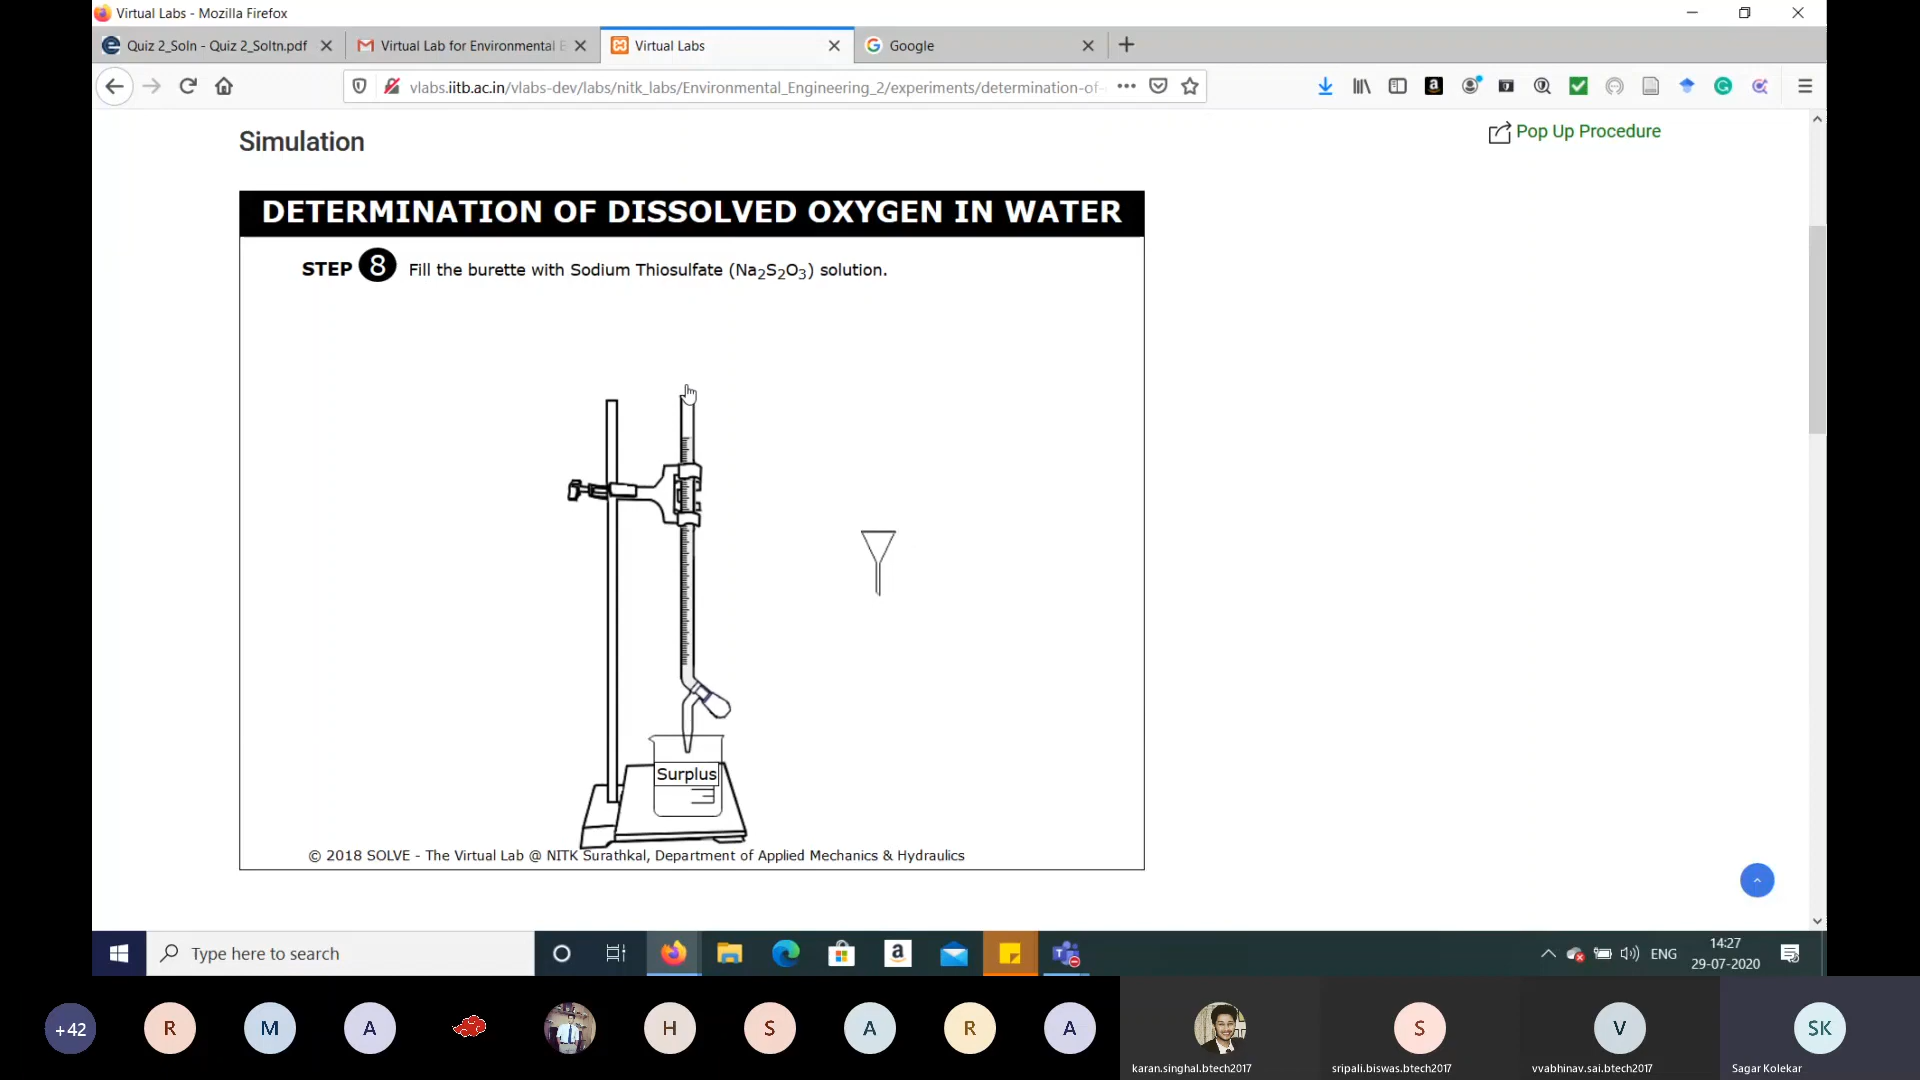 Virtual Labs - Mozilla Firefox
Quiz 2_Soln - Quiz 2_Soltn.pdf
Virtual Lab for Environmental E
Virtual Labs
Google
vlabs.iitb.ac.in/vlabs-dev/labs/nitk_labs/Environmental_Engineering_2/experiments/determination-of-
Simulation
Pop Up Procedure
DETERMINATION OF DISSOLVED OXYGEN IN WATER
STEP 8 Fill the burette with Sodium Thiosulfate (Na₂S₂O₃) solution.
Surplus
© 2018 SOLVE - The Virtual Lab @ NITK Surathkal, Department of Applied Mechanics & Hydraulics
Type here to search
ENG
14:27
29-07-2020
+42
R
M
A
H
S
A
R
A
S
V
SK
karan.singhal.btech2017
sripali.biswas.btech2017
vvabhinav.sai.btech2017
Sagar Kolekar